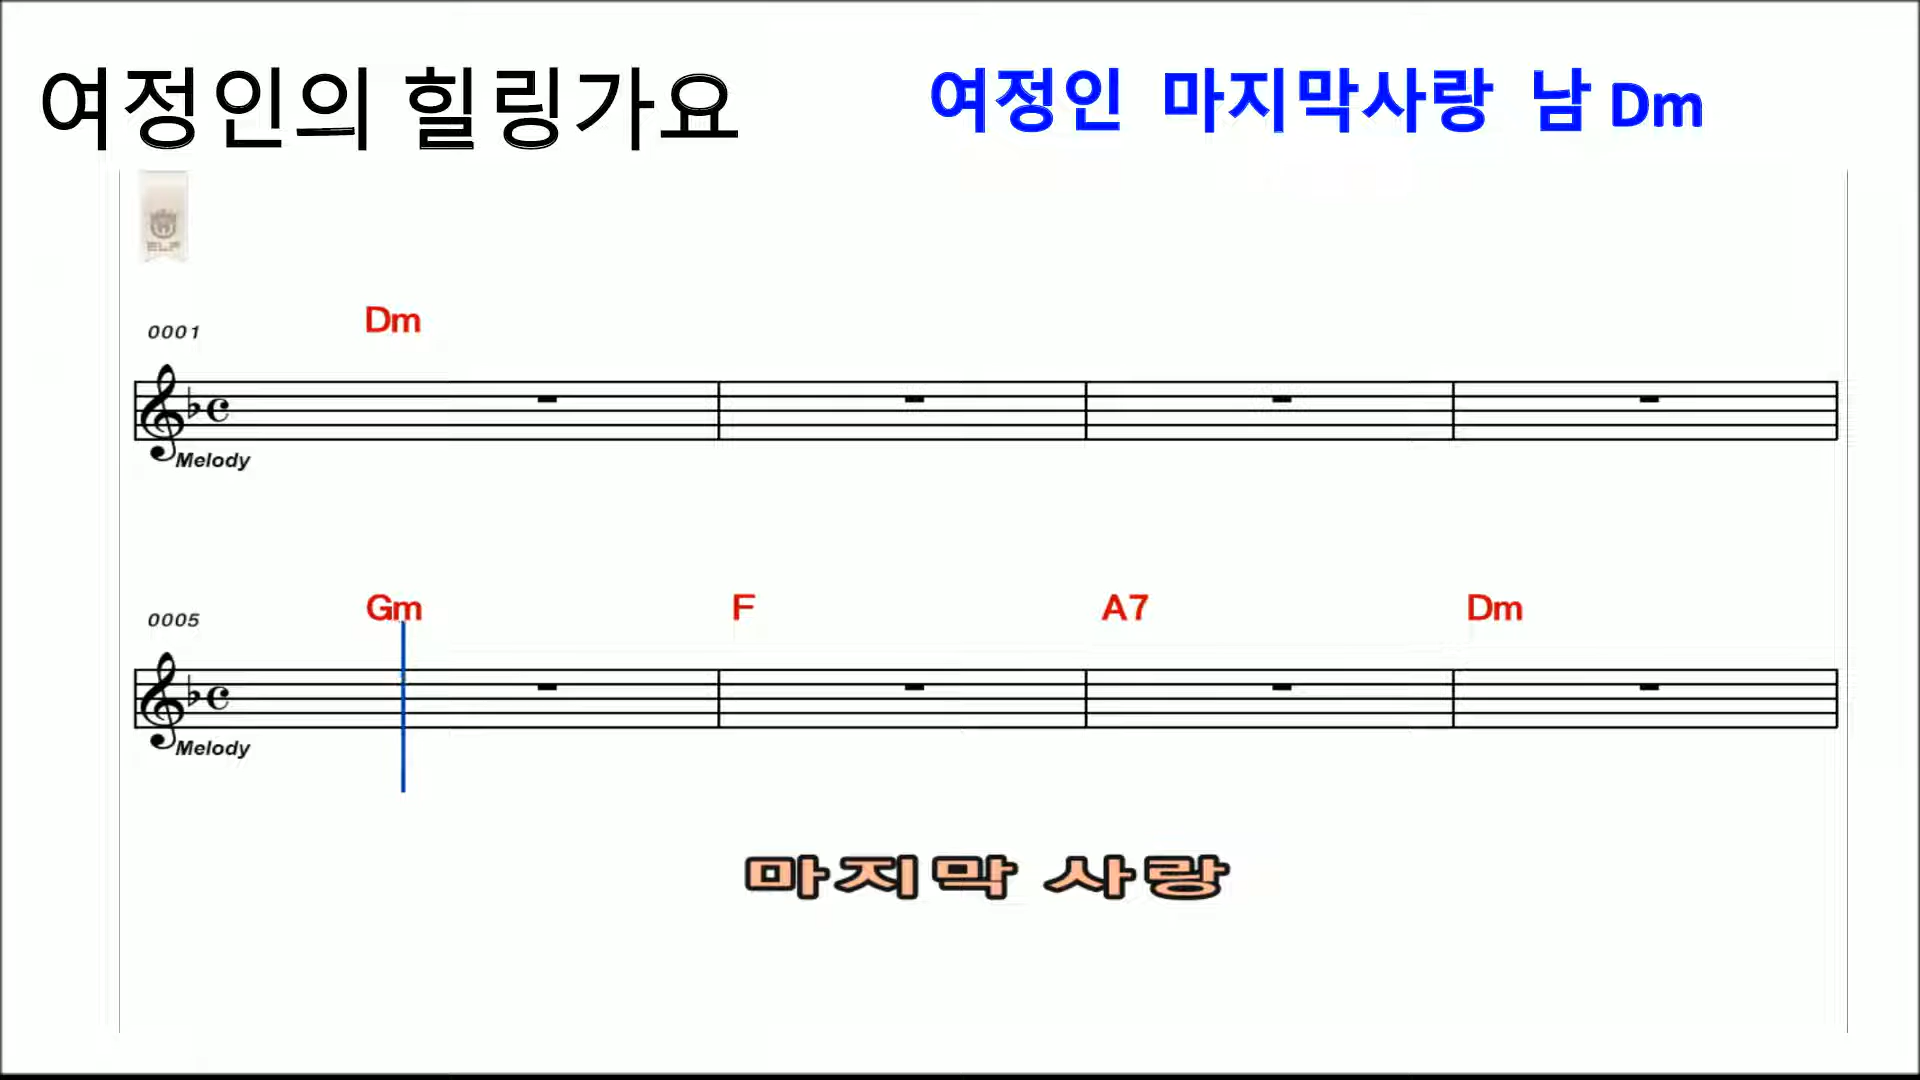 여정인의 힐링가요
여정인 마지막사랑 남 Dm
ELF
Dm
0001
Melody
Gm F A7 Dm
0005
Melody
마지막 사랑